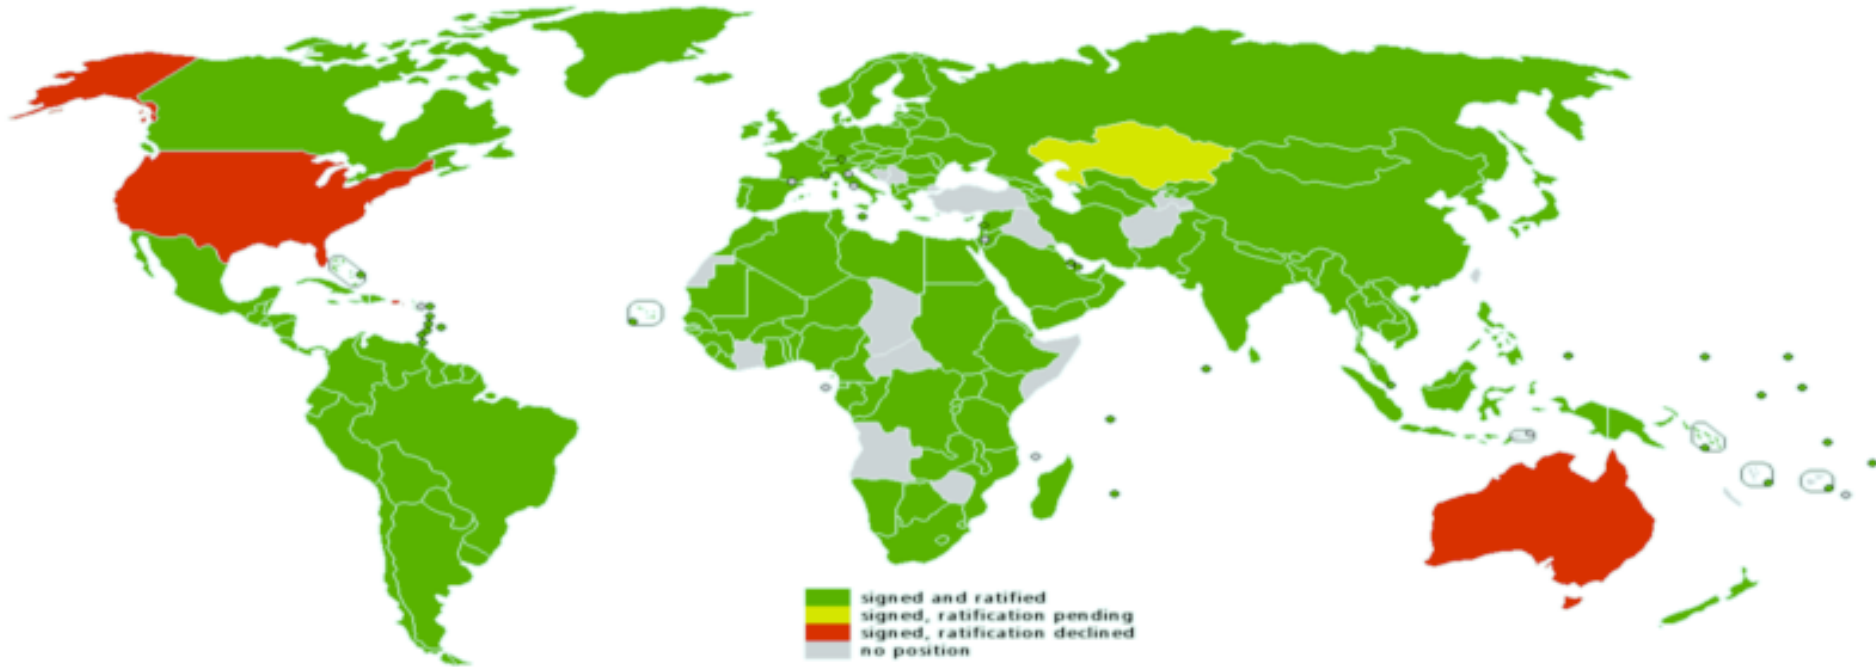 signed and ratified
signed, ratification pending
signed, ratification declined
no position